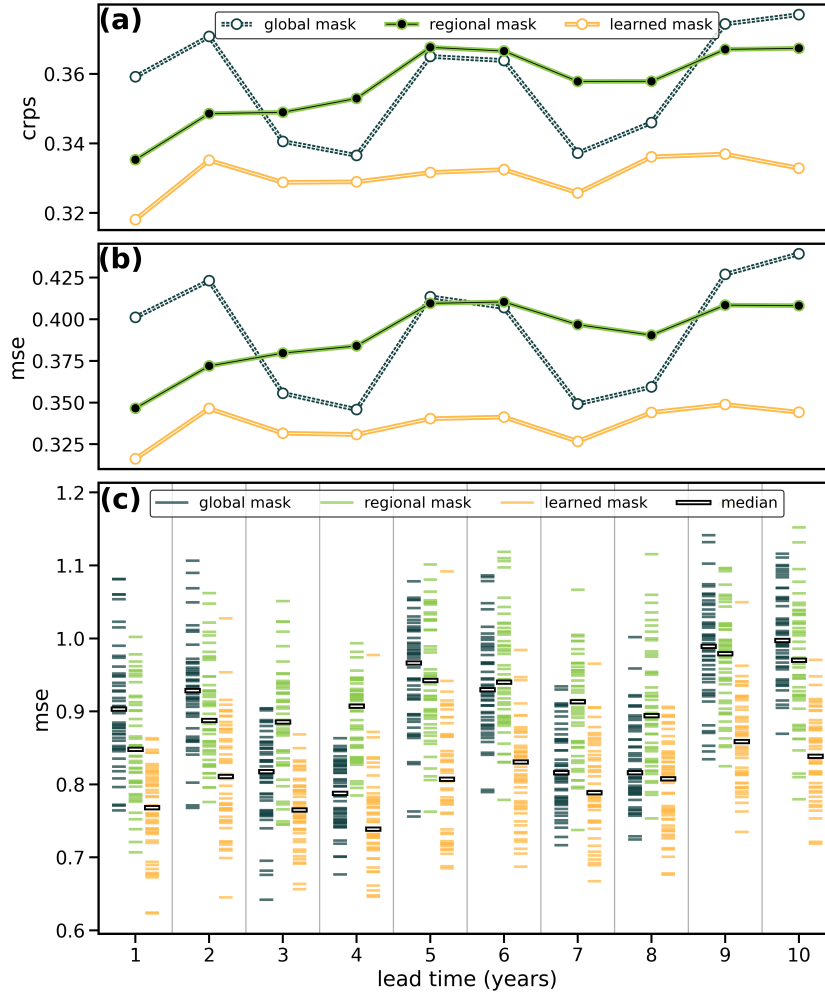 (a)
global mask regional mask learned mask
crps
0.36
0.34
0.32
(b)
mse
0.425
0.400
0.375
0.350
0.325
(c)
global mask regional mask learned mask median
mse
1.2
1.1
1.0
0.9
0.8
0.7
0.6
1 2 3 4 5 6 7 8 9 10
lead time (years)